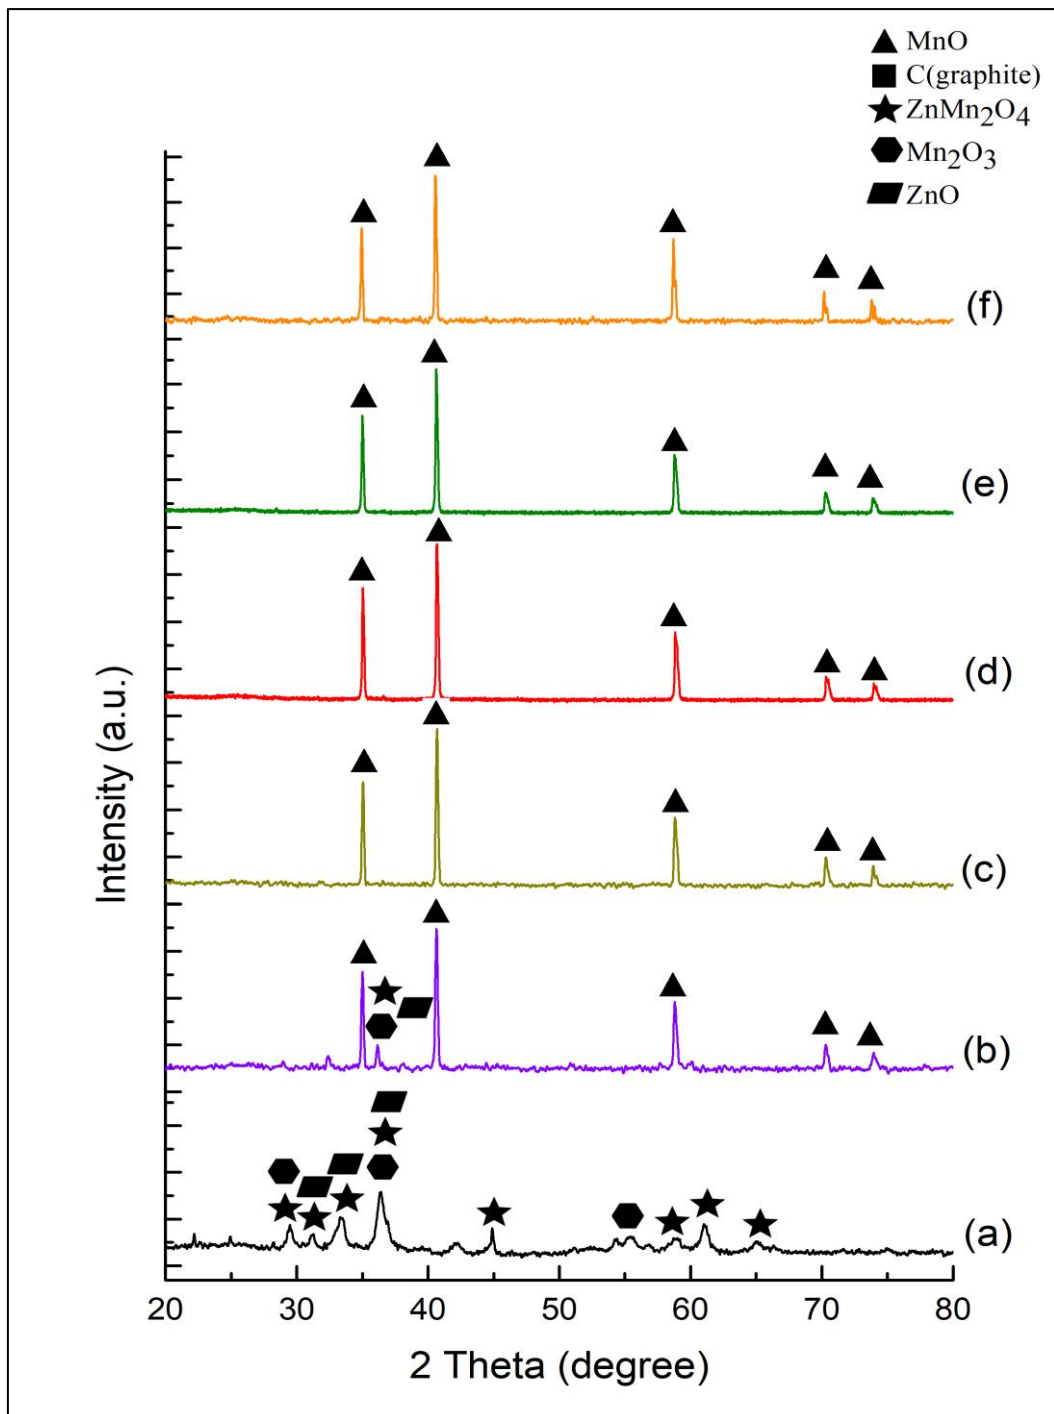 MnO
C(graphite)
ZnMn₂O₄
Mn₂O₃
ZnO
(f)
(e)
(d)
(c)
(b)
(a)
Intensity (a.u.)
20 30 40 50 60 70 80
2 Theta (degree)